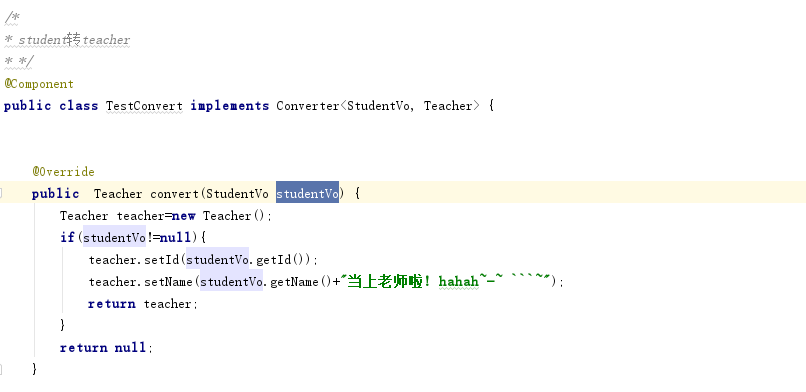 /*
* student转teacher
* */
@Component
public class TestConvert implements Converter<StudentVo, Teacher> {
@Override
public  Teacher convert(StudentVo studentVo) {
Teacher teacher=new Teacher();
if(studentVo!=null){
teacher.setId(studentVo.getId());
teacher.setName(studentVo.getName()+"当上老师啦！hahah~-~ ```~");
return teacher;
}
return null;
}